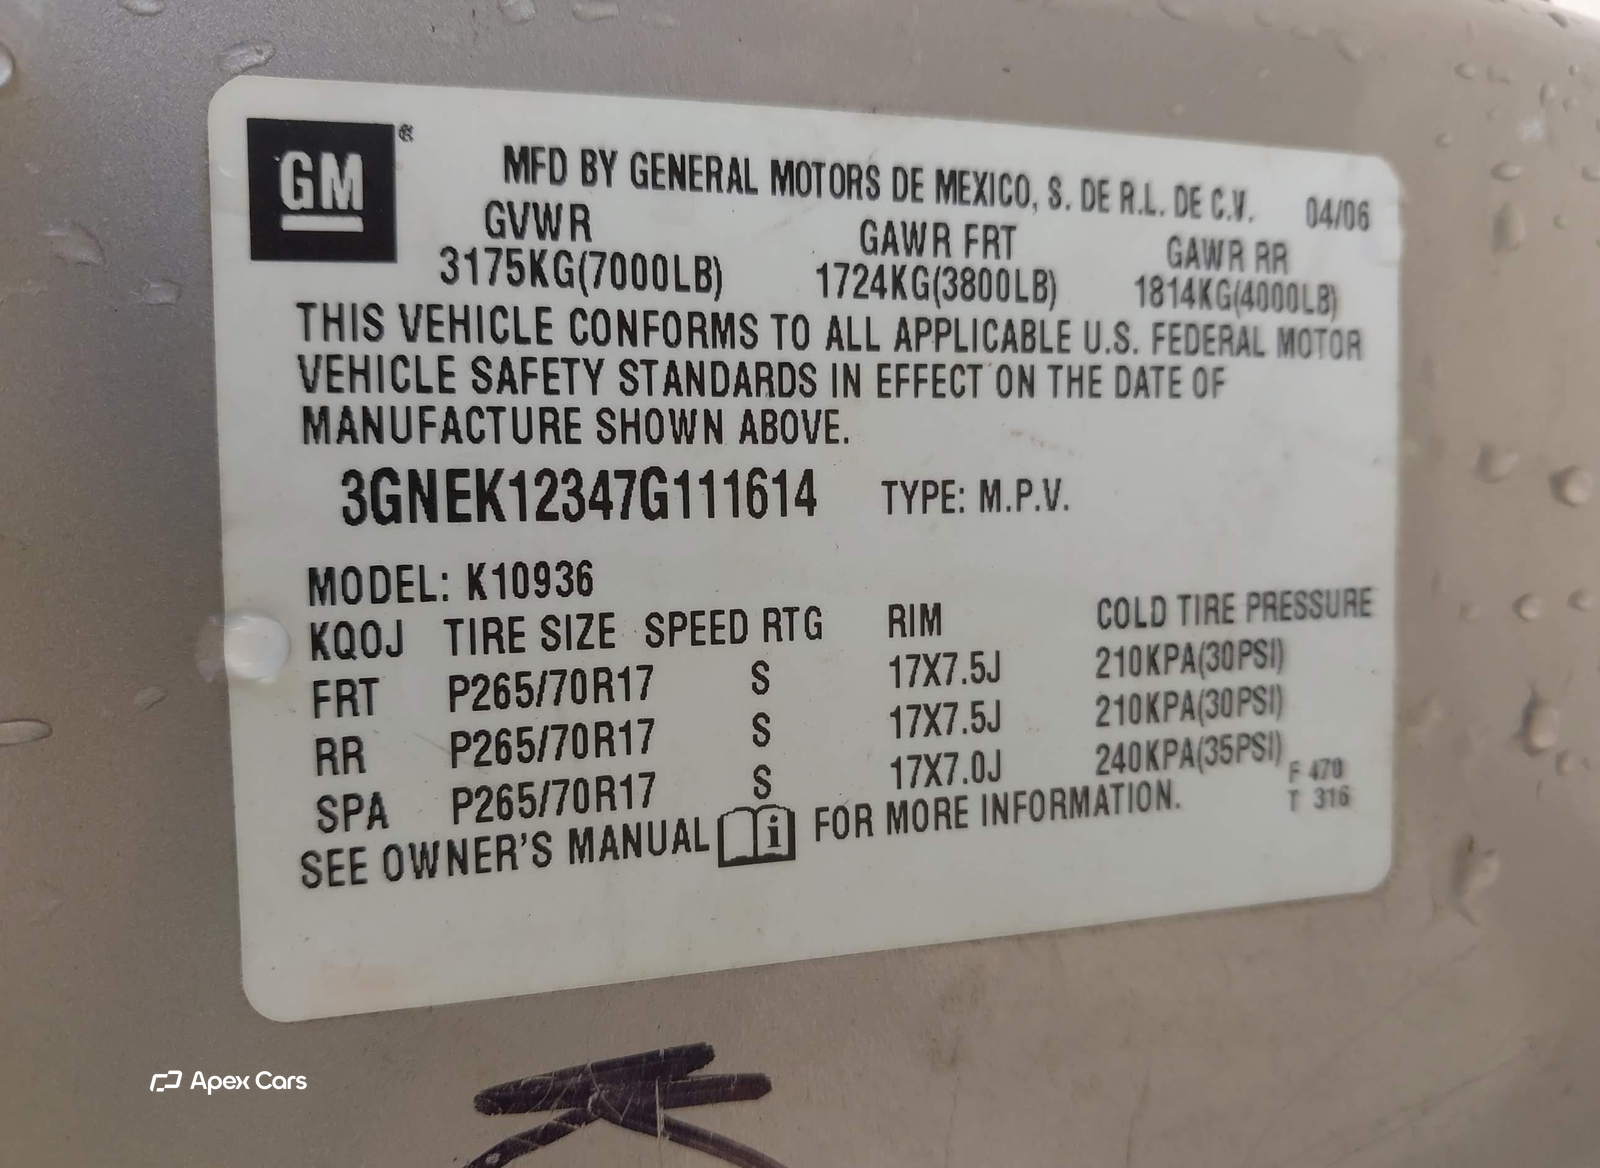 GM®
MFD BY GENERAL MOTORS DE MEXICO, S. DE R.L. DE C.V. 04/06
GVWR GAWR FRT GAWR RR
3175KG(7000LB) 1724KG(3800LB) 1814KG(4000LB)
THIS VEHICLE CONFORMS TO ALL APPLICABLE U.S. FEDERAL MOTOR
VEHICLE SAFETY STANDARDS IN EFFECT ON THE DATE OF
MANUFACTURE SHOWN ABOVE.
3GNEK12347G111614 TYPE: M.P.V.
MODEL: K10936
KQOJ TIRE SIZE SPEED RTG RIM COLD TIRE PRESSURE
FRT P265/70R17 S 17X7.5J 210KPA(30PSI)
RR P265/70R17 S 17X7.5J 210KPA(30PSI)
SPA P265/70R17 S 17X7.0J 240KPA(35PSI)
F 470
T 316
SEE OWNER'S MANUAL i FOR MORE INFORMATION.
Apex Cars